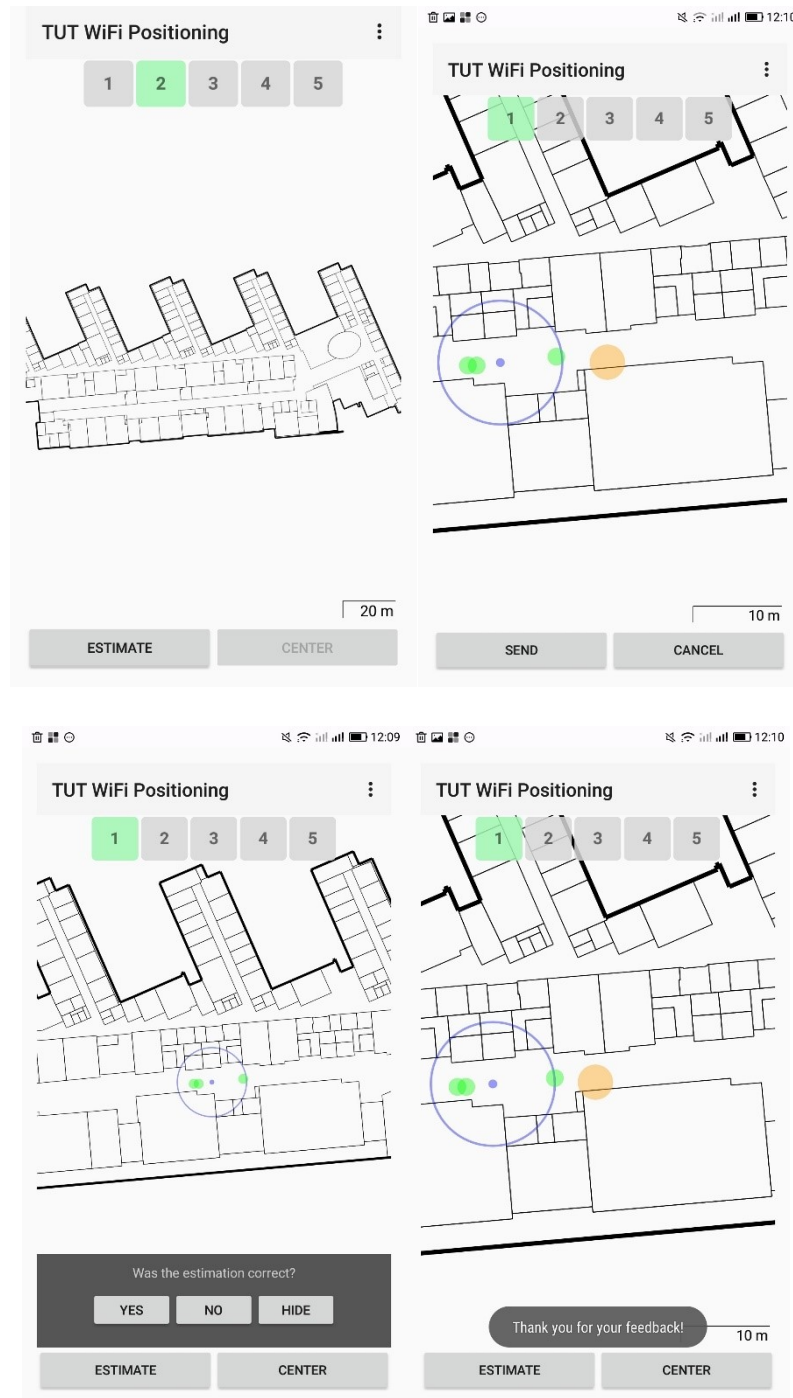 TUT WiFi Positioning
1 2 3 4 5
20 m
ESTIMATE CENTER
12:10
TUT WiFi Positioning
1 2 3 4 5
10 m
SEND CANCEL
12:09
TUT WiFi Positioning
1 2 3 4 5
Was the estimation correct?
YES NO HIDE
ESTIMATE CENTER
12:10
TUT WiFi Positioning
1 2 3 4 5
Thank you for your feedback!
10 m
ESTIMATE CENTER